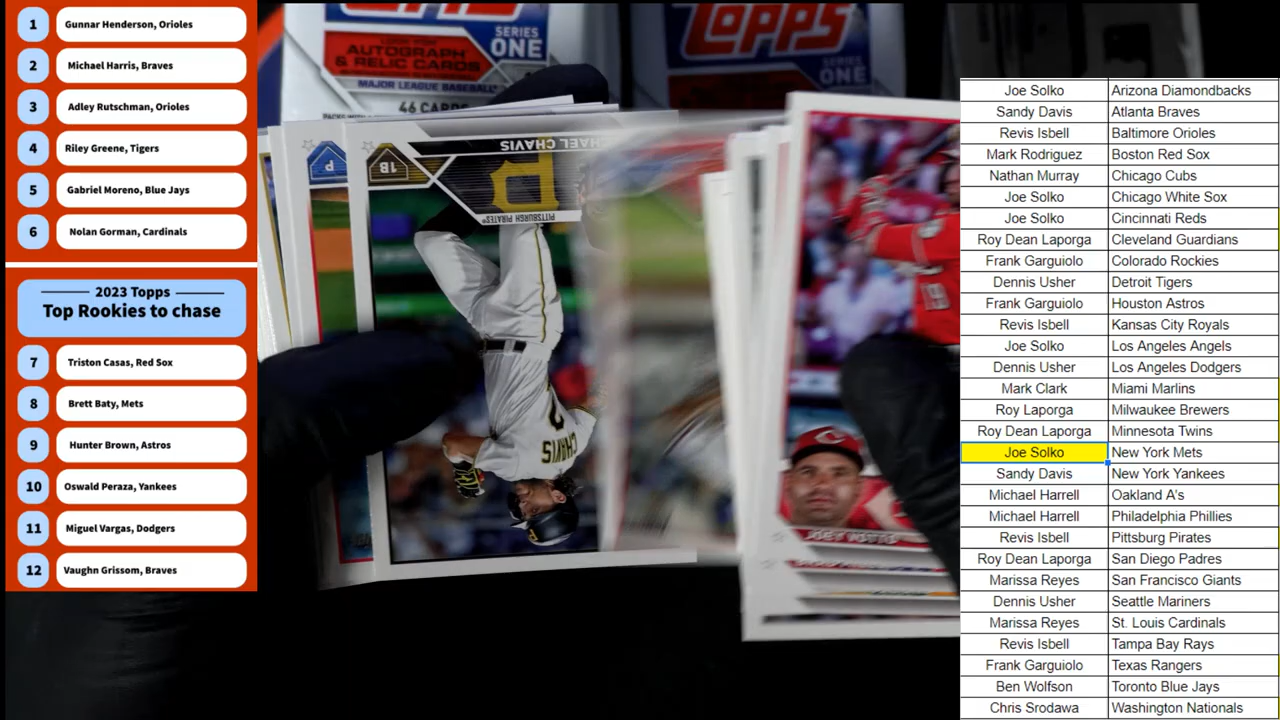 1 Gunnar Henderson, Orioles
2 Michael Harris, Braves
3 Adley Rutschman, Orioles
4 Riley Greene, Tigers
5 Gabriel Moreno, Blue Jays
6 Nolan Gorman, Cardinals
2023 Topps
Top Rookies to chase
7 Triston Casas, Red Sox
8 Brett Baty, Mets
9 Hunter Brown, Astros
10 Oswald Peraza, Yankees
11 Miguel Vargas, Dodgers
12 Vaughn Grissom, Braves
SERIES
ONE
AUTOGRAPH
& RELIC CARDS
MAJOR LEAGUE BASEBALL
46 CARDS
TOPPS
SERIES
ONE
P
1B
CHAEL CHAVIS
P
PITTSBURGH PIRATES
CHAVIS
2
19
JOEY VOTTO
Joe Solko Arizona Diamondbacks
Sandy Davis Atlanta Braves
Revis Isbell Baltimore Orioles
Mark Rodriguez Boston Red Sox
Nathan Murray Chicago Cubs
Joe Solko Chicago White Sox
Joe Solko Cincinnati Reds
Roy Dean Laporga Cleveland Guardians
Frank Garguiolo Colorado Rockies
Dennis Usher Detroit Tigers
Frank Garguiolo Houston Astros
Revis Isbell Kansas City Royals
Joe Solko Los Angeles Angels
Dennis Usher Los Angeles Dodgers
Mark Clark Miami Marlins
Roy Laporga Milwaukee Brewers
Roy Dean Laporga Minnesota Twins
Joe Solko New York Mets
Sandy Davis New York Yankees
Michael Harrell Oakland A's
Michael Harrell Philadelphia Phillies
Revis Isbell Pittsburg Pirates
Roy Dean Laporga San Diego Padres
Marissa Reyes San Francisco Giants
Dennis Usher Seattle Mariners
Marissa Reyes St. Louis Cardinals
Revis Isbell Tampa Bay Rays
Frank Garguiolo Texas Rangers
Ben Wolfson Toronto Blue Jays
Chris Srodawa Washington Nationals